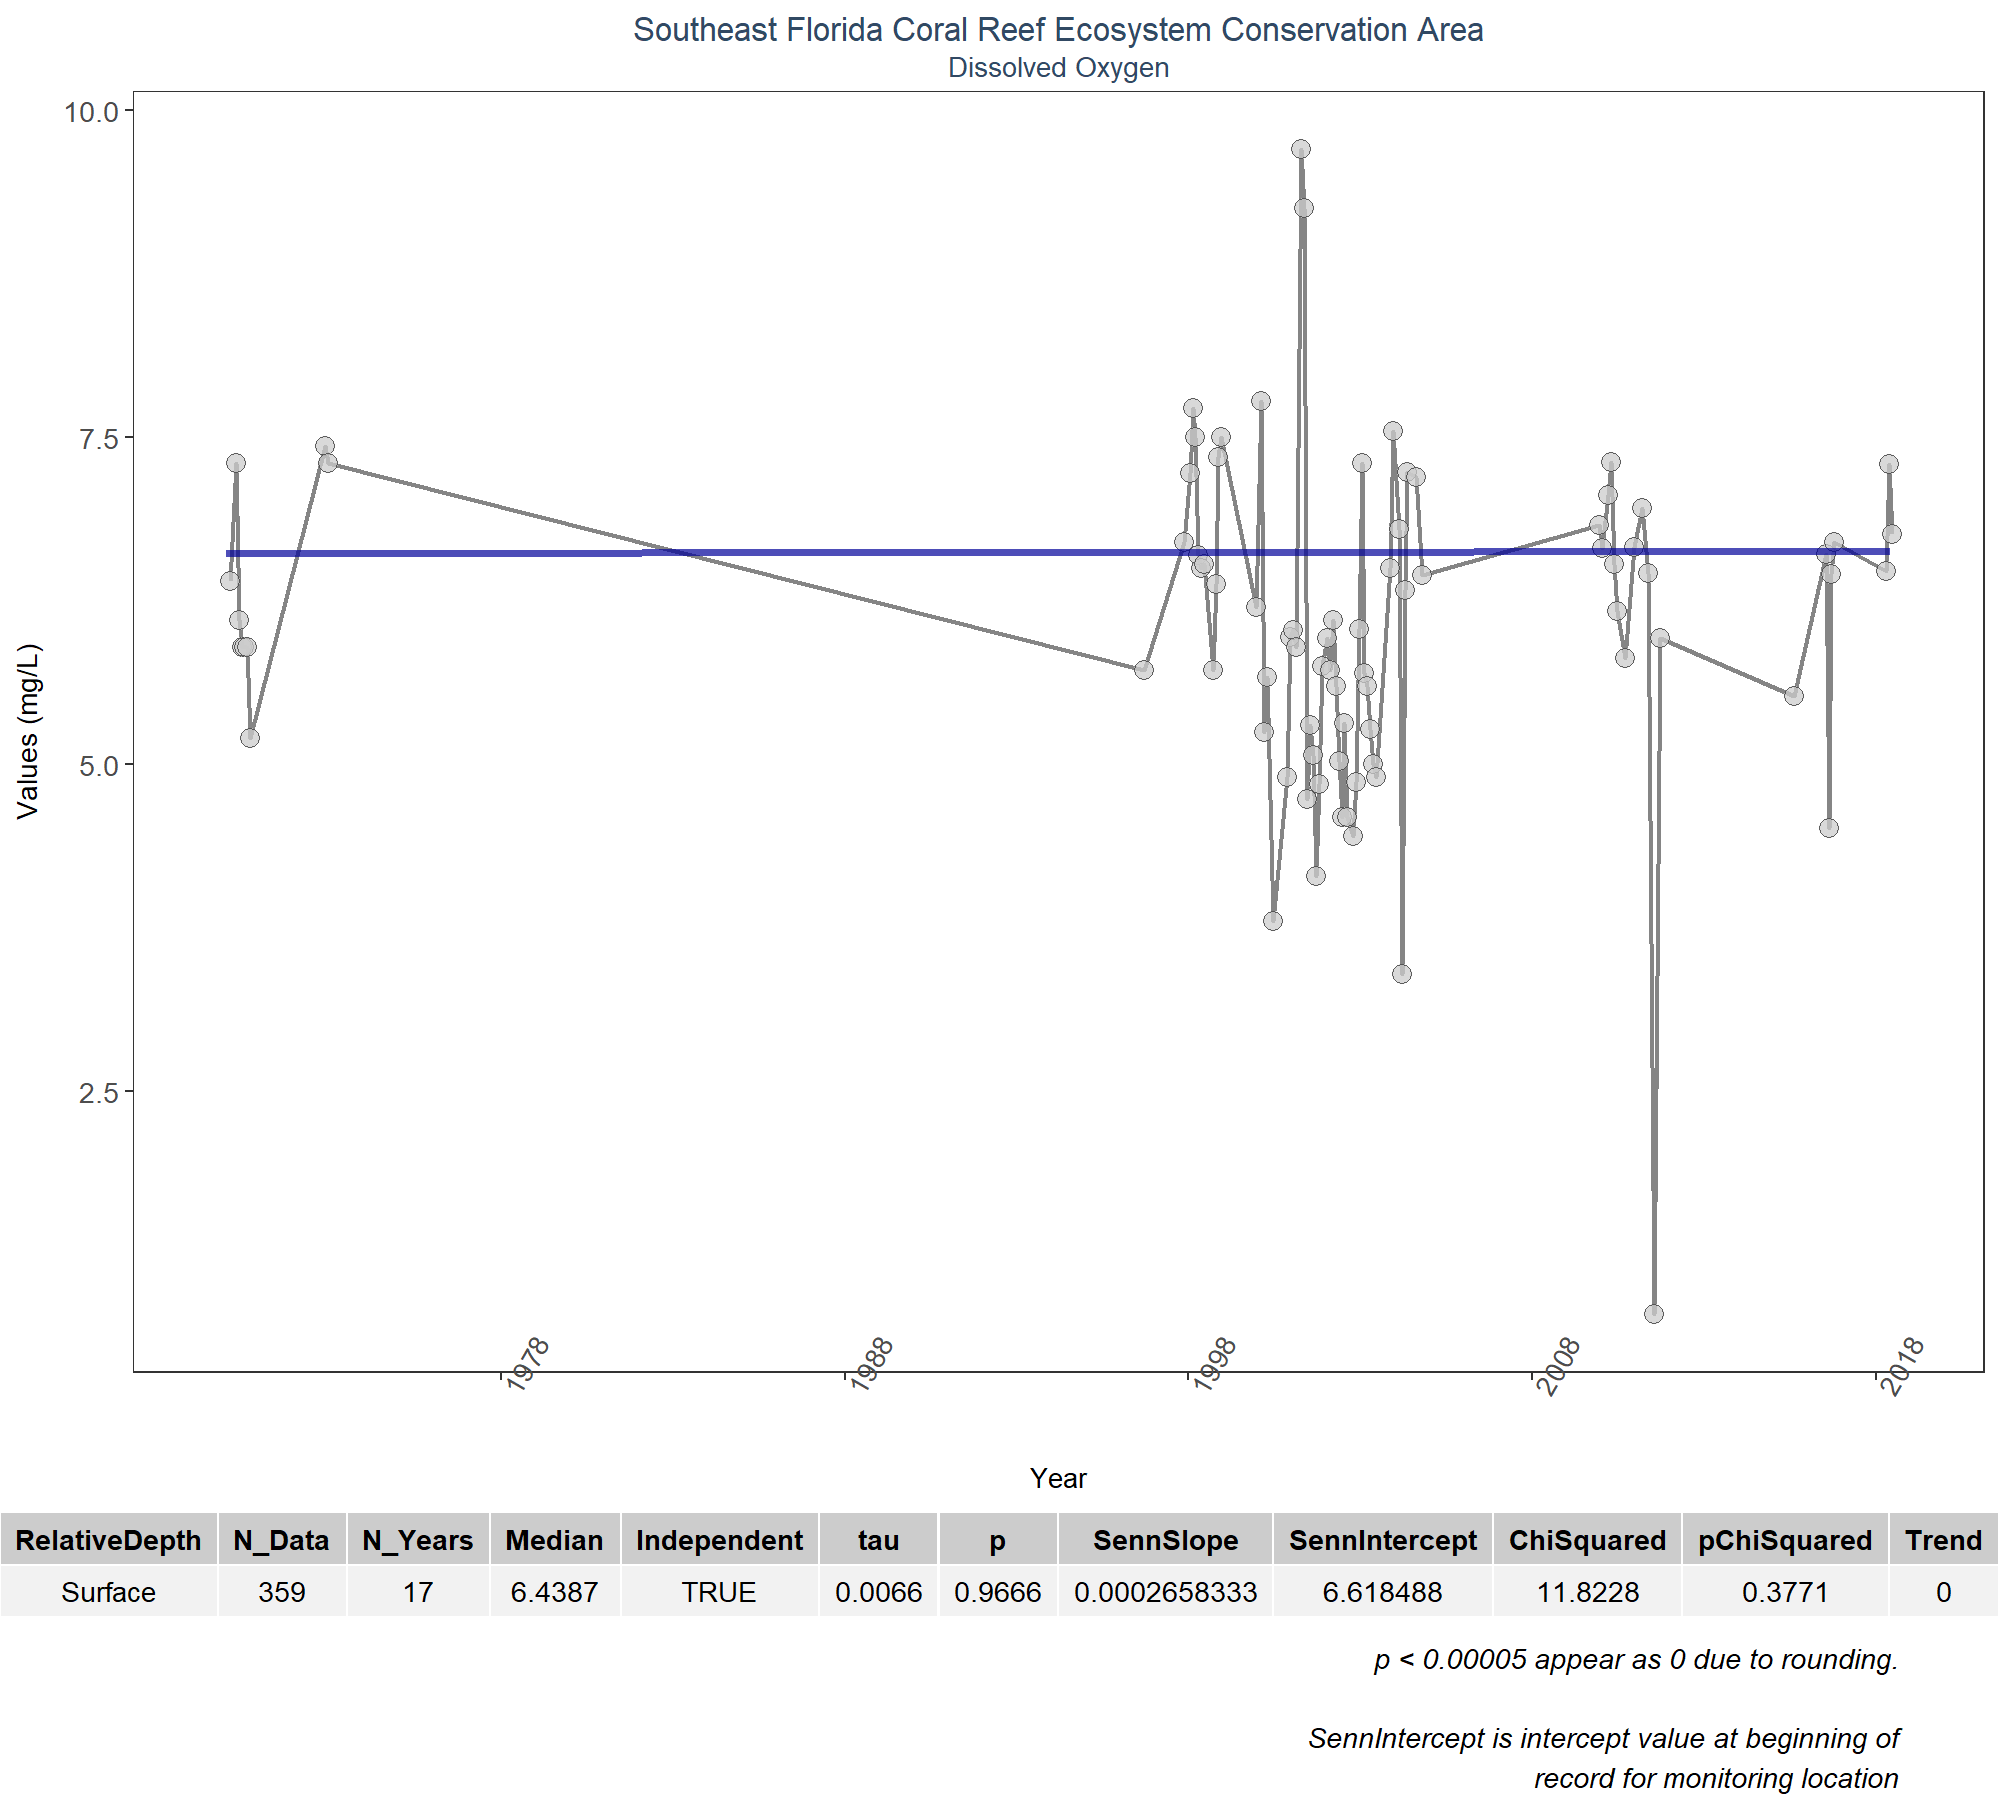 Southeast Florida Coral Reef Ecosystem Conservation Area
Dissolved Oxygen
10.0
7.5
5.0
2.5
Values (mg/L)
1978
1988
1998
2008
2018
Year
RelativeDepth N_Data N_Years Median Independent tau p SennSlope SennIntercept ChiSquared pChiSquared Trend
Surface 359 17 6.4387 TRUE 0.0066 0.9666 0.0002658333 6.618488 11.8228 0.3771 0
p < 0.00005 appear as 0 due to rounding.
SennIntercept is intercept value at beginning of
record for monitoring location